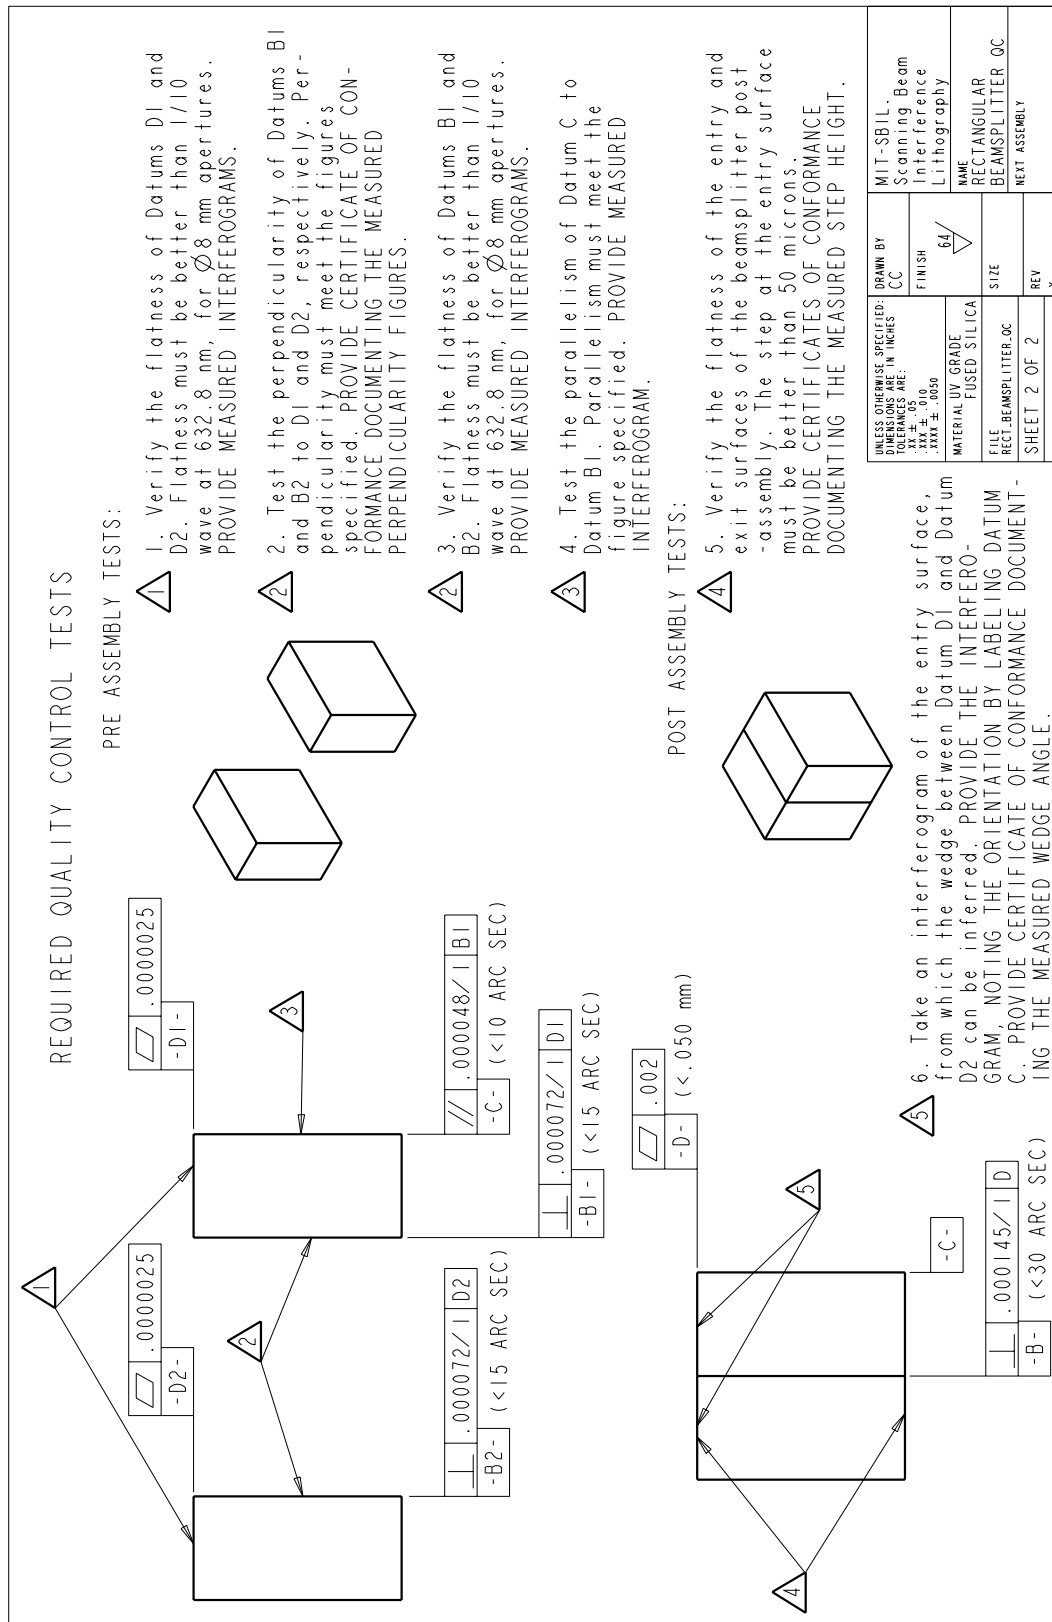 REQUIRED QUALITY CONTROL TESTS
PRE ASSEMBLY TESTS:
1
1. Verify the flatness of Datums D1 and
D2. Flatness must be better than 1/10
wave at 632.8 nm, for Ø8 mm apertures.
PROVIDE MEASURED INTERFEROGRAMS.
2
2. Test the perpendicularity of Datums B1
and B2 to D1 and D2, respectively. Per-
pendicularity must meet the figures
specified. PROVIDE CERTIFICATE OF CON-
FORMANCE DOCUMENTING THE MEASURED
PERPENDICULARITY FIGURES.
2
3. Verify the flatness of Datums B1 and
B2. Flatness must be better than 1/10
wave at 632.8 nm, for Ø8 mm apertures.
PROVIDE MEASURED INTERFEROGRAMS.
3
4. Test the parallelism of Datum C to
Datum B1. Parallelism must meet the
figure specified. PROVIDE MEASURED
INTERFEROGRAM.
POST ASSEMBLY TESTS:
4
5. Verify the flatness of the entry and
exit surfaces of the beamsplitter post
-assembly. The step at the entry surface
must be better than 50 microns.
PROVIDE CERTIFICATES OF CONFORMANCE
DOCUMENTING THE MEASURED STEP HEIGHT.
5
6. Take an interferogram of the entry surface,
from which the wedge between Datum D1 and Datum
D2 can be inferred. PROVIDE THE INTERFERO-
GRAM, NOTING THE ORIENTATION BY LABELING DATUM
C. PROVIDE CERTIFICATE OF CONFORMANCE DOCUMENT-
ING THE MEASURED WEDGE ANGLE.
1
⏥ .0000025
-D2-
⏥ .0000025
-D1-
2
3
⊥ .000072/1 D2
-B2- (<15 ARC SEC)
// .000048/1 B1
-C- (<10 ARC SEC)
⊥ .000072/1 D1
-B1- (<15 ARC SEC)
⏥ .002
-D- (<.050 mm)
4
5
-C-
⊥ .000145/1 D
-B- (<30 ARC SEC)
UNLESS OTHERWISE SPECIFIED:
DIMENSIONS ARE IN INCHES
TOLERANCES ARE:
.XX ± .05
.XXX ± .010
.XXXX ± .0050
MATERIAL UV GRADE
FUSED SILICA
FILE
RECT_BEAMSPLITTER_QC
SHEET 2 OF 2
DRAWN BY
CC
FINISH
64
SIZE
REV
MIT-SBIL.
Scanning Beam
Interference
Lithography
NAME
RECTANGULAR
BEAMSPLITTER QC
NEXT ASSEMBLY